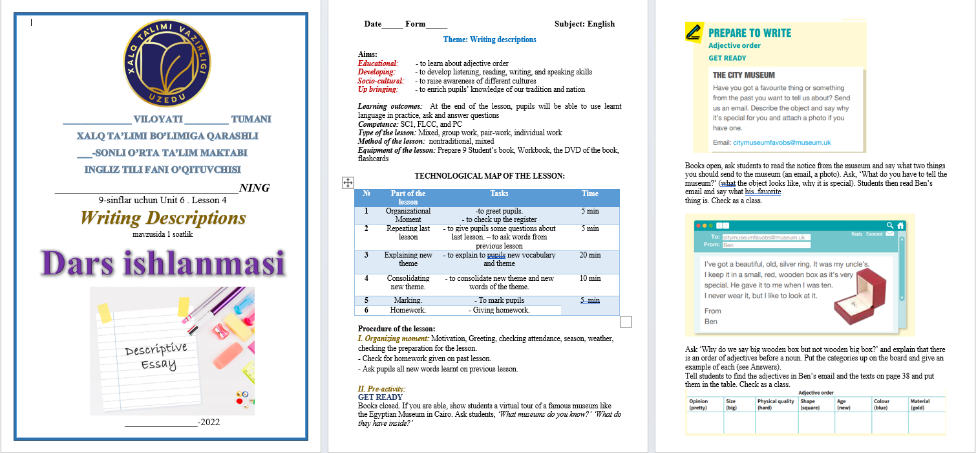 XALQ TA'LIMI VAZIRLIGI
UZEDU
____________ VILOYATI ________ TUMANI
XALQ TA'LIMI BO'LIMIGA QARASHLI
___-SONLI O'RTA TA'LIM MAKTABI
INGLIZ TILI FANI O'QITUVCHISI
______________________________NING
9-sinflar uchun Unit 6 . Lesson 4
Writing Descriptions
mavzusida 1 soatlik
Dars ishlanmasi
Descriptive
Essay
____________-2022
Date_____ Form_____ Subject: English
Theme: Writing descriptions
Aims:
Educational: - to learn about adjective order
Developing: - to develop listening, reading, writing, and speaking skills
Socio-cultural: - to raise awareness of different cultures
Up bringing: - to enrich pupils' knowledge of our tradition and nation
Learning outcomes: At the end of the lesson, pupils will be able to use learnt
language in practice, ask and answer questions
Competence: SC1, FLCC, and PC
Type of the lesson: Mixed, group work, pair-work, individual work
Method of the lesson: nontraditional, mixed
Equipment of the lesson: Prepare 9 Student's book, Workbook, the DVD of the book,
flashcards
TECHNOLOGICAL MAP OF THE LESSON:
№ Part of the lesson Tasks Time
1 Organizational Moment -to greet pupils. - to check up the register 5 min
2 Repeating last lesson - to give pupils some questions about last lesson. – to ask words from previous lesson 5 min
3 Explaining new theme - to explain to pupils new vocabulary and theme 20 min
4 Consolidating new theme. - to consolidate new theme and new words of the theme. 10 min
5 Marking. - To mark pupils 5 min
6 Homework. - Giving homework.
Procedure of the lesson:
I. Organizing moment: Motivation, Greeting, checking attendance, season, weather,
checking the preparation for the lesson.
- Check for homework given on past lesson.
- Ask pupils all new words learnt on previous lesson.
II. Pre-activity:
GET READY
Books closed. If you are able, show students a virtual tour of a famous museum like
the Egyptian Museum in Cairo. Ask students, 'What museums do you know?' 'What do
they have inside?'
PREPARE TO WRITE
Adjective order
GET READY
THE CITY MUSEUM
Have you got a favourite thing or something
from the past you want to tell us about? Send
us an email. Describe the object and say why
it's special for you and attach a photo if you
have one.
Email: citymuseumfavobs@museum.uk
Books open, ask students to read the notice from the museum and say what two things
you should send to the museum (an email, a photo). Ask, 'What do you have to tell the
museum?' (what the object looks like, why it is special). Students then read Ben's
email and say what his favourite
thing is. Check as a class.
To: citymuseumfavobs@museum.uk
From: Ben
Reply Forward
I've got a beautiful, old, silver ring. It was my uncle's.
I keep it in a small, red, wooden box as it's very
special. He gave it to me when I was ten.
I never wear it, but I like to look at it.
From
Ben
Ask 'Why do we say big wooden box but not wooden big box?' and explain that there
is an order of adjectives before a noun. Put the categories up on the board and give an
example of each (see Answers).
Tell students to find the adjectives in Ben's email and the texts on page 38 and put
them in the table. Check as a class.
Adjective order
Opinion (pretty) Size (big) Physical quality (hard) Shape (square) Age (new) Colour (blue) Material (gold)